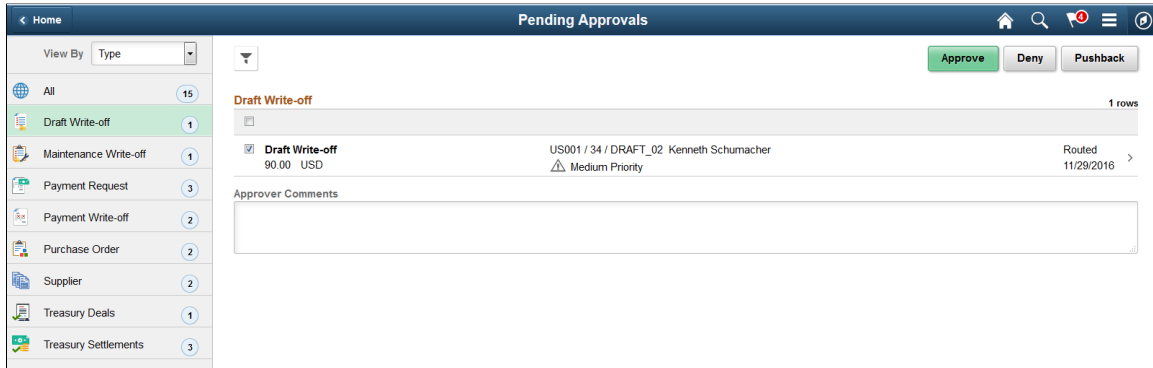 Home
Pending Approvals
4
View By Type
Approve Deny Pushback
All 15
Draft Write-off 1
Maintenance Write-off 1
Payment Request 3
Payment Write-off 2
Purchase Order 2
Supplier 2
Treasury Deals 1
Treasury Settlements 3
Draft Write-off 1 rows
Draft Write-off US001 / 34 / DRAFT_02 Kenneth Schumacher Routed
90.00 USD Medium Priority 11/29/2016
Approver Comments